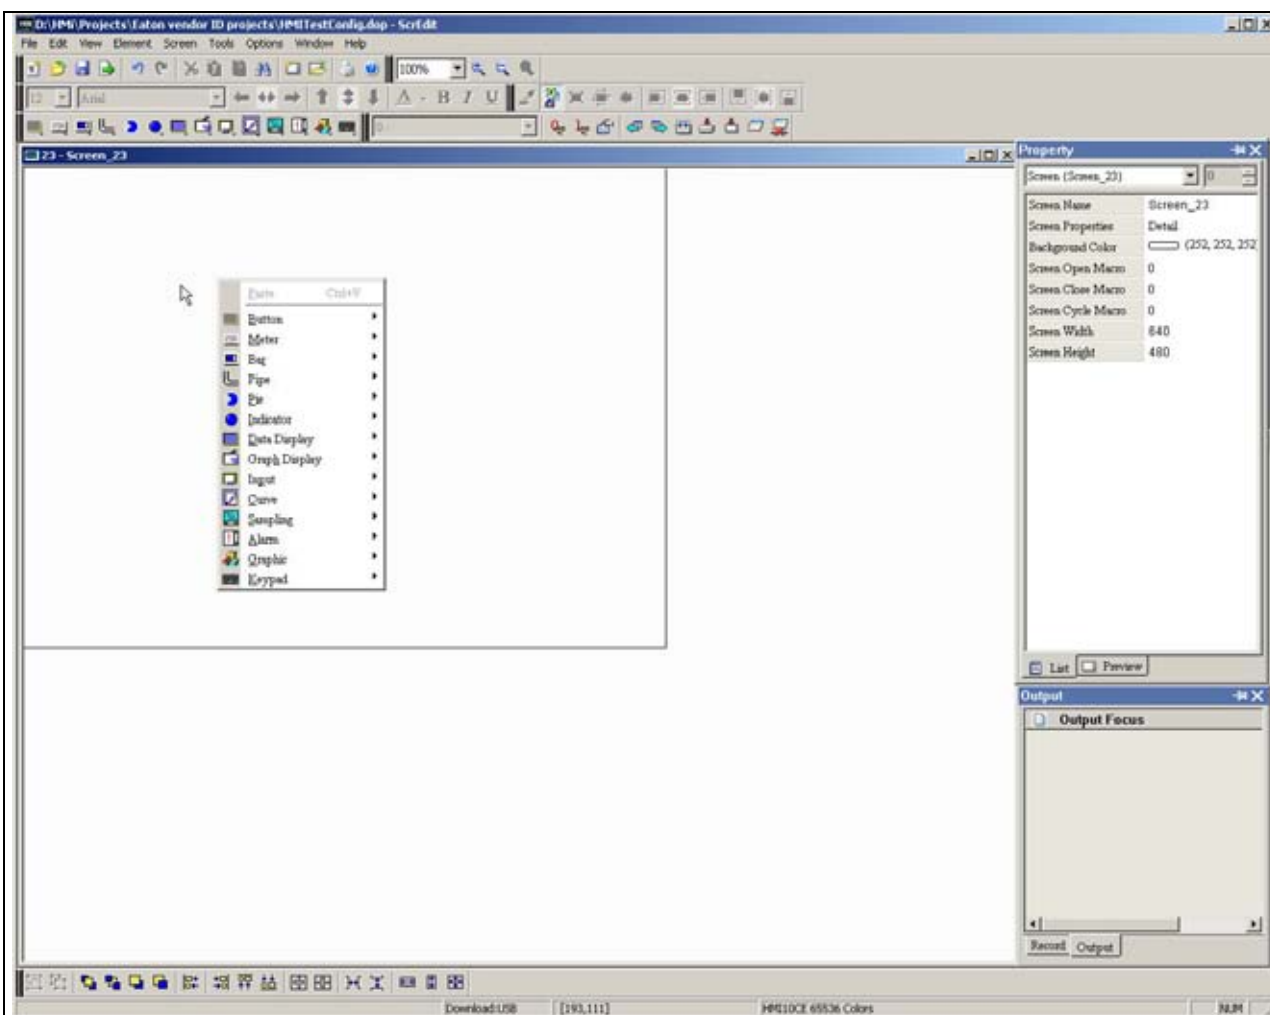 D:\HMI\Projects\Eaton vendor ID projects\HMITestConfig.dop - ScrEdit
File Edit View Element Screen Tools Options Window Help
100%
12 Arial
A B I U
0
23 - Screen_23
Paste Ctrl+V
Button
Meter
Bar
Pipe
Pie
Indicator
Data Display
Graph Display
Input
Curve
Sampling
Alarm
Graphic
Keypad
Property
Screen (Screen_23) 0
Screen Name Screen_23
Screen Properties Detail
Background Color (252, 252, 252
Screen Open Macro 0
Screen Close Macro 0
Screen Cycle Macro 0
Screen Width 640
Screen Height 480
List Preview
Output
Output Focus
Record Output
Download:USB [193,111] HMI10CE 65536 Colors NUM